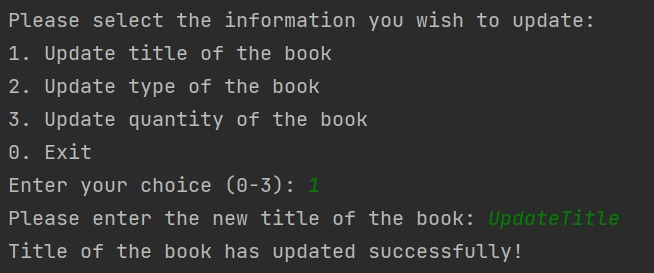 Please select the information you wish to update:
1. Update title of the book
2. Update type of the book
3. Update quantity of the book
0. Exit
Enter your choice (0-3): 1
Please enter the new title of the book: UpdateTitle
Title of the book has updated successfully!